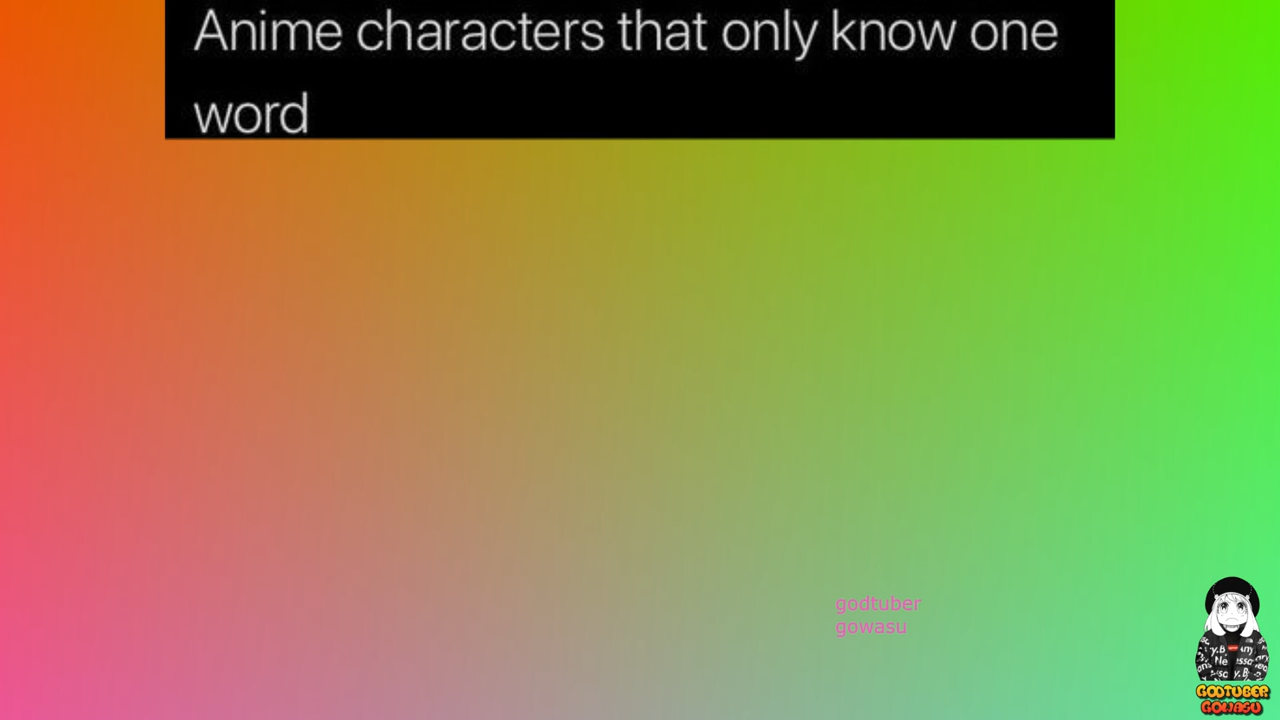 Anime characters that only know one
word
godtuber
gowasu
GODTUBER
GOWASU